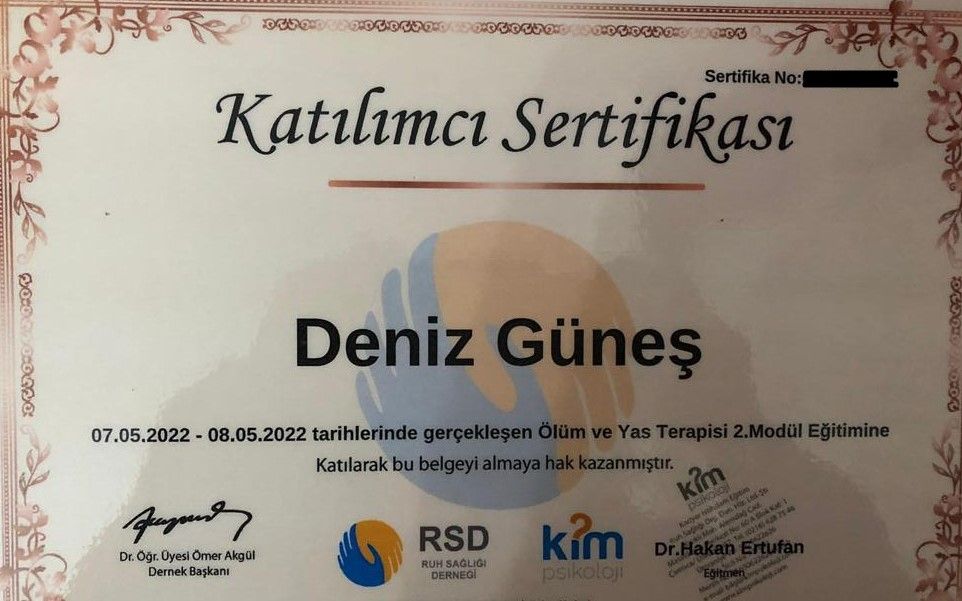 Sertifika No:
Katılımcı Sertifikası
Deniz Güneş
07.05.2022 - 08.05.2022 tarihlerinde gerçekleşen Ölüm ve Yas Terapisi 2.Modül Eğitimine
Katılarak bu belgeyi almaya hak kazanmıştır.
Dr. Öğr. Üyesi Ömer Akgül
Dernek Başkanı
RSD
RUH SAĞLIĞI
DERNEĞİ
kim
psikoloji
kim
psikoloji
Dr.Hakan Ertufan
Eğitmen